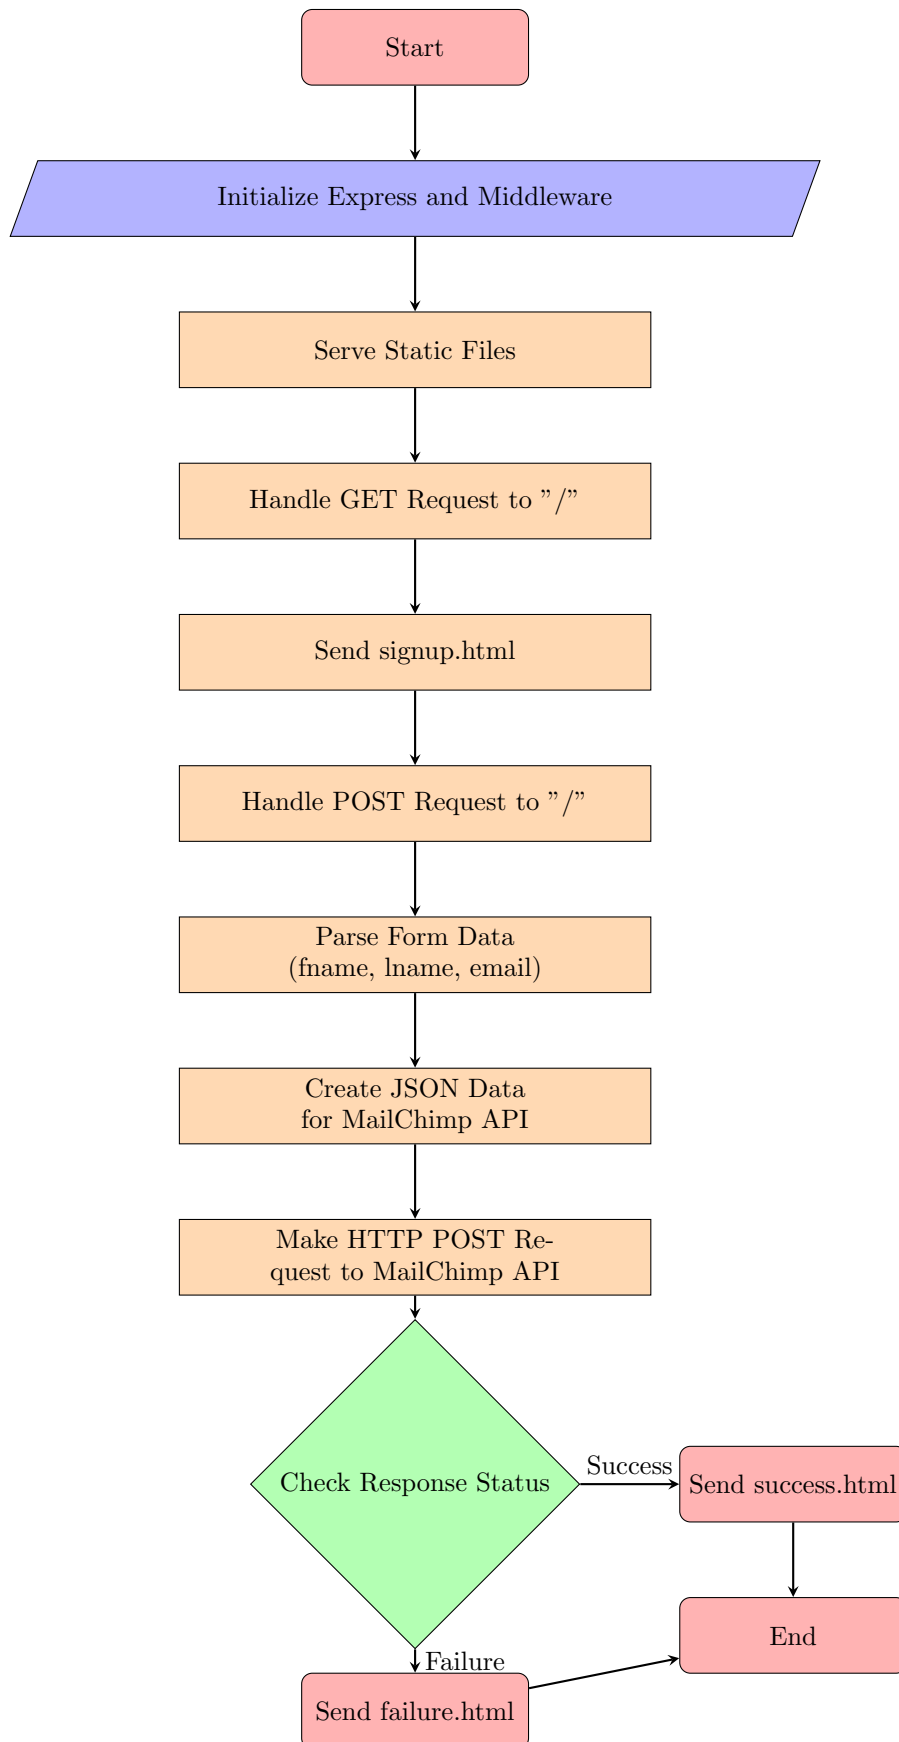 Start
Initialize Express and Middleware
Serve Static Files
Handle GET Request to ”/”
Send signup.html
Handle POST Request to ”/”
Parse Form Data
(fname, lname, email)
Create JSON Data
for MailChimp API
Make HTTP POST Re-
quest to MailChimp API
Check Response Status
Success
Send success.html
End
Failure
Send failure.html